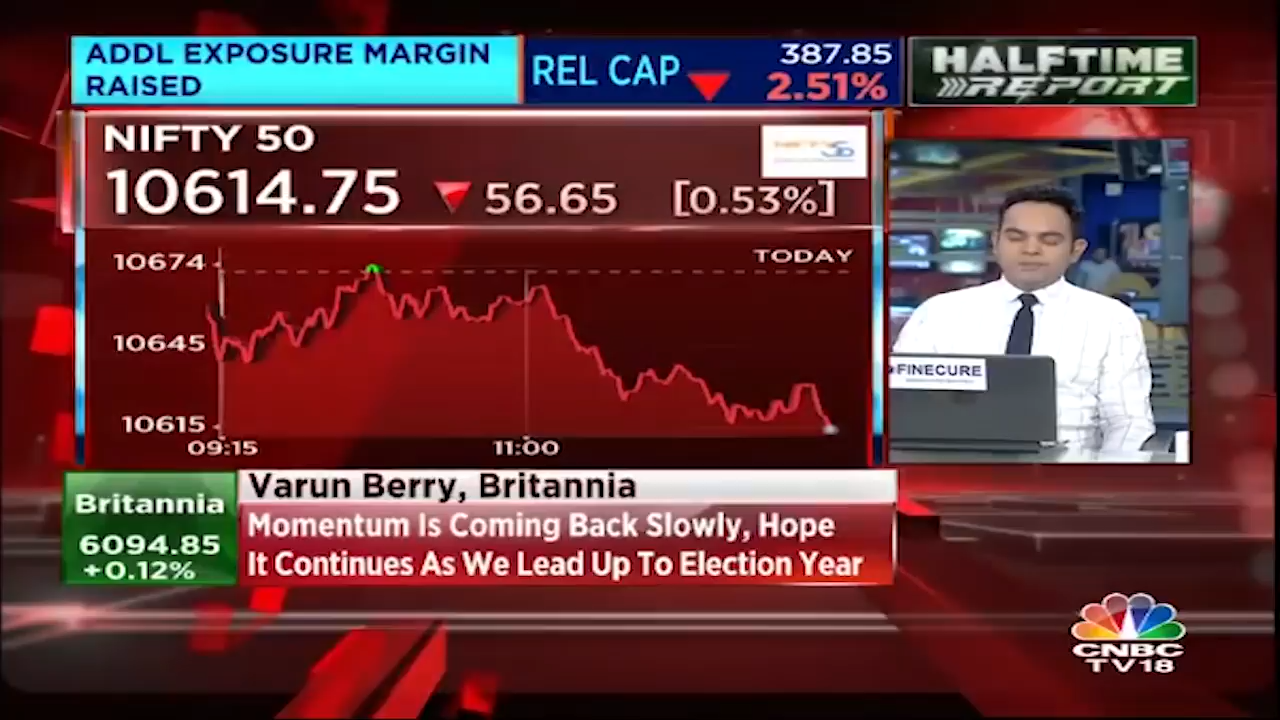 ADDL EXPOSURE MARGIN
RAISED
REL CAP
387.85
2.51%
HALFTIME
REPORT
NIFTY 50
10614.75 56.65 [0.53%]
TODAY
10674
10645
10615
09:15 11:00
FINECURE
Britannia
6094.85
+0.12%
Varun Berry, Britannia
Momentum Is Coming Back Slowly, Hope
It Continues As We Lead Up To Election Year
CNBC
TV18